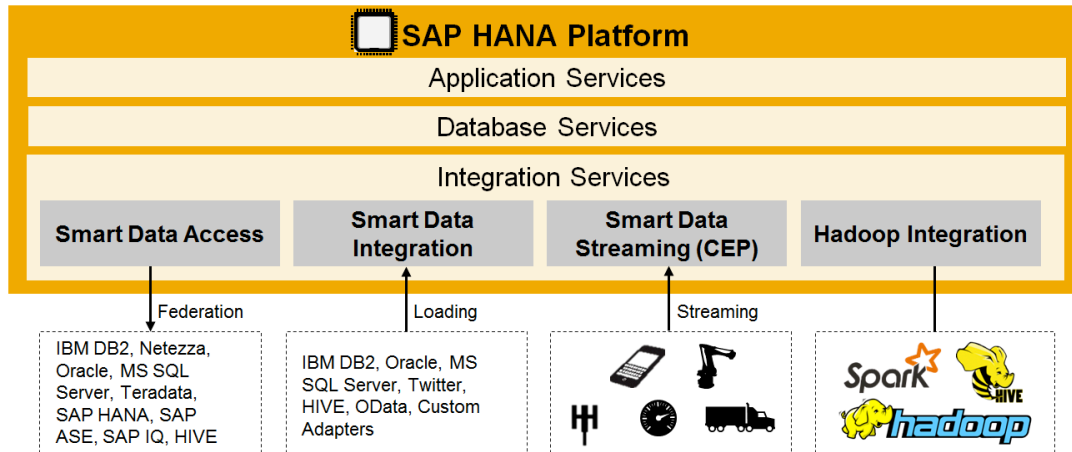 SAP HANA Platform
Application Services
Database Services
Integration Services
Smart Data Access
Smart Data
Integration
Smart Data
Streaming (CEP)
Hadoop Integration
Federation
Loading
Streaming
IBM DB2, Netezza,
Oracle, MS SQL
Server, Teradata,
SAP HANA, SAP
ASE, SAP IQ, HIVE
IBM DB2, Oracle, MS
SQL Server, Twitter,
HIVE, OData, Custom
Adapters
Spark
HIVE
hadoop